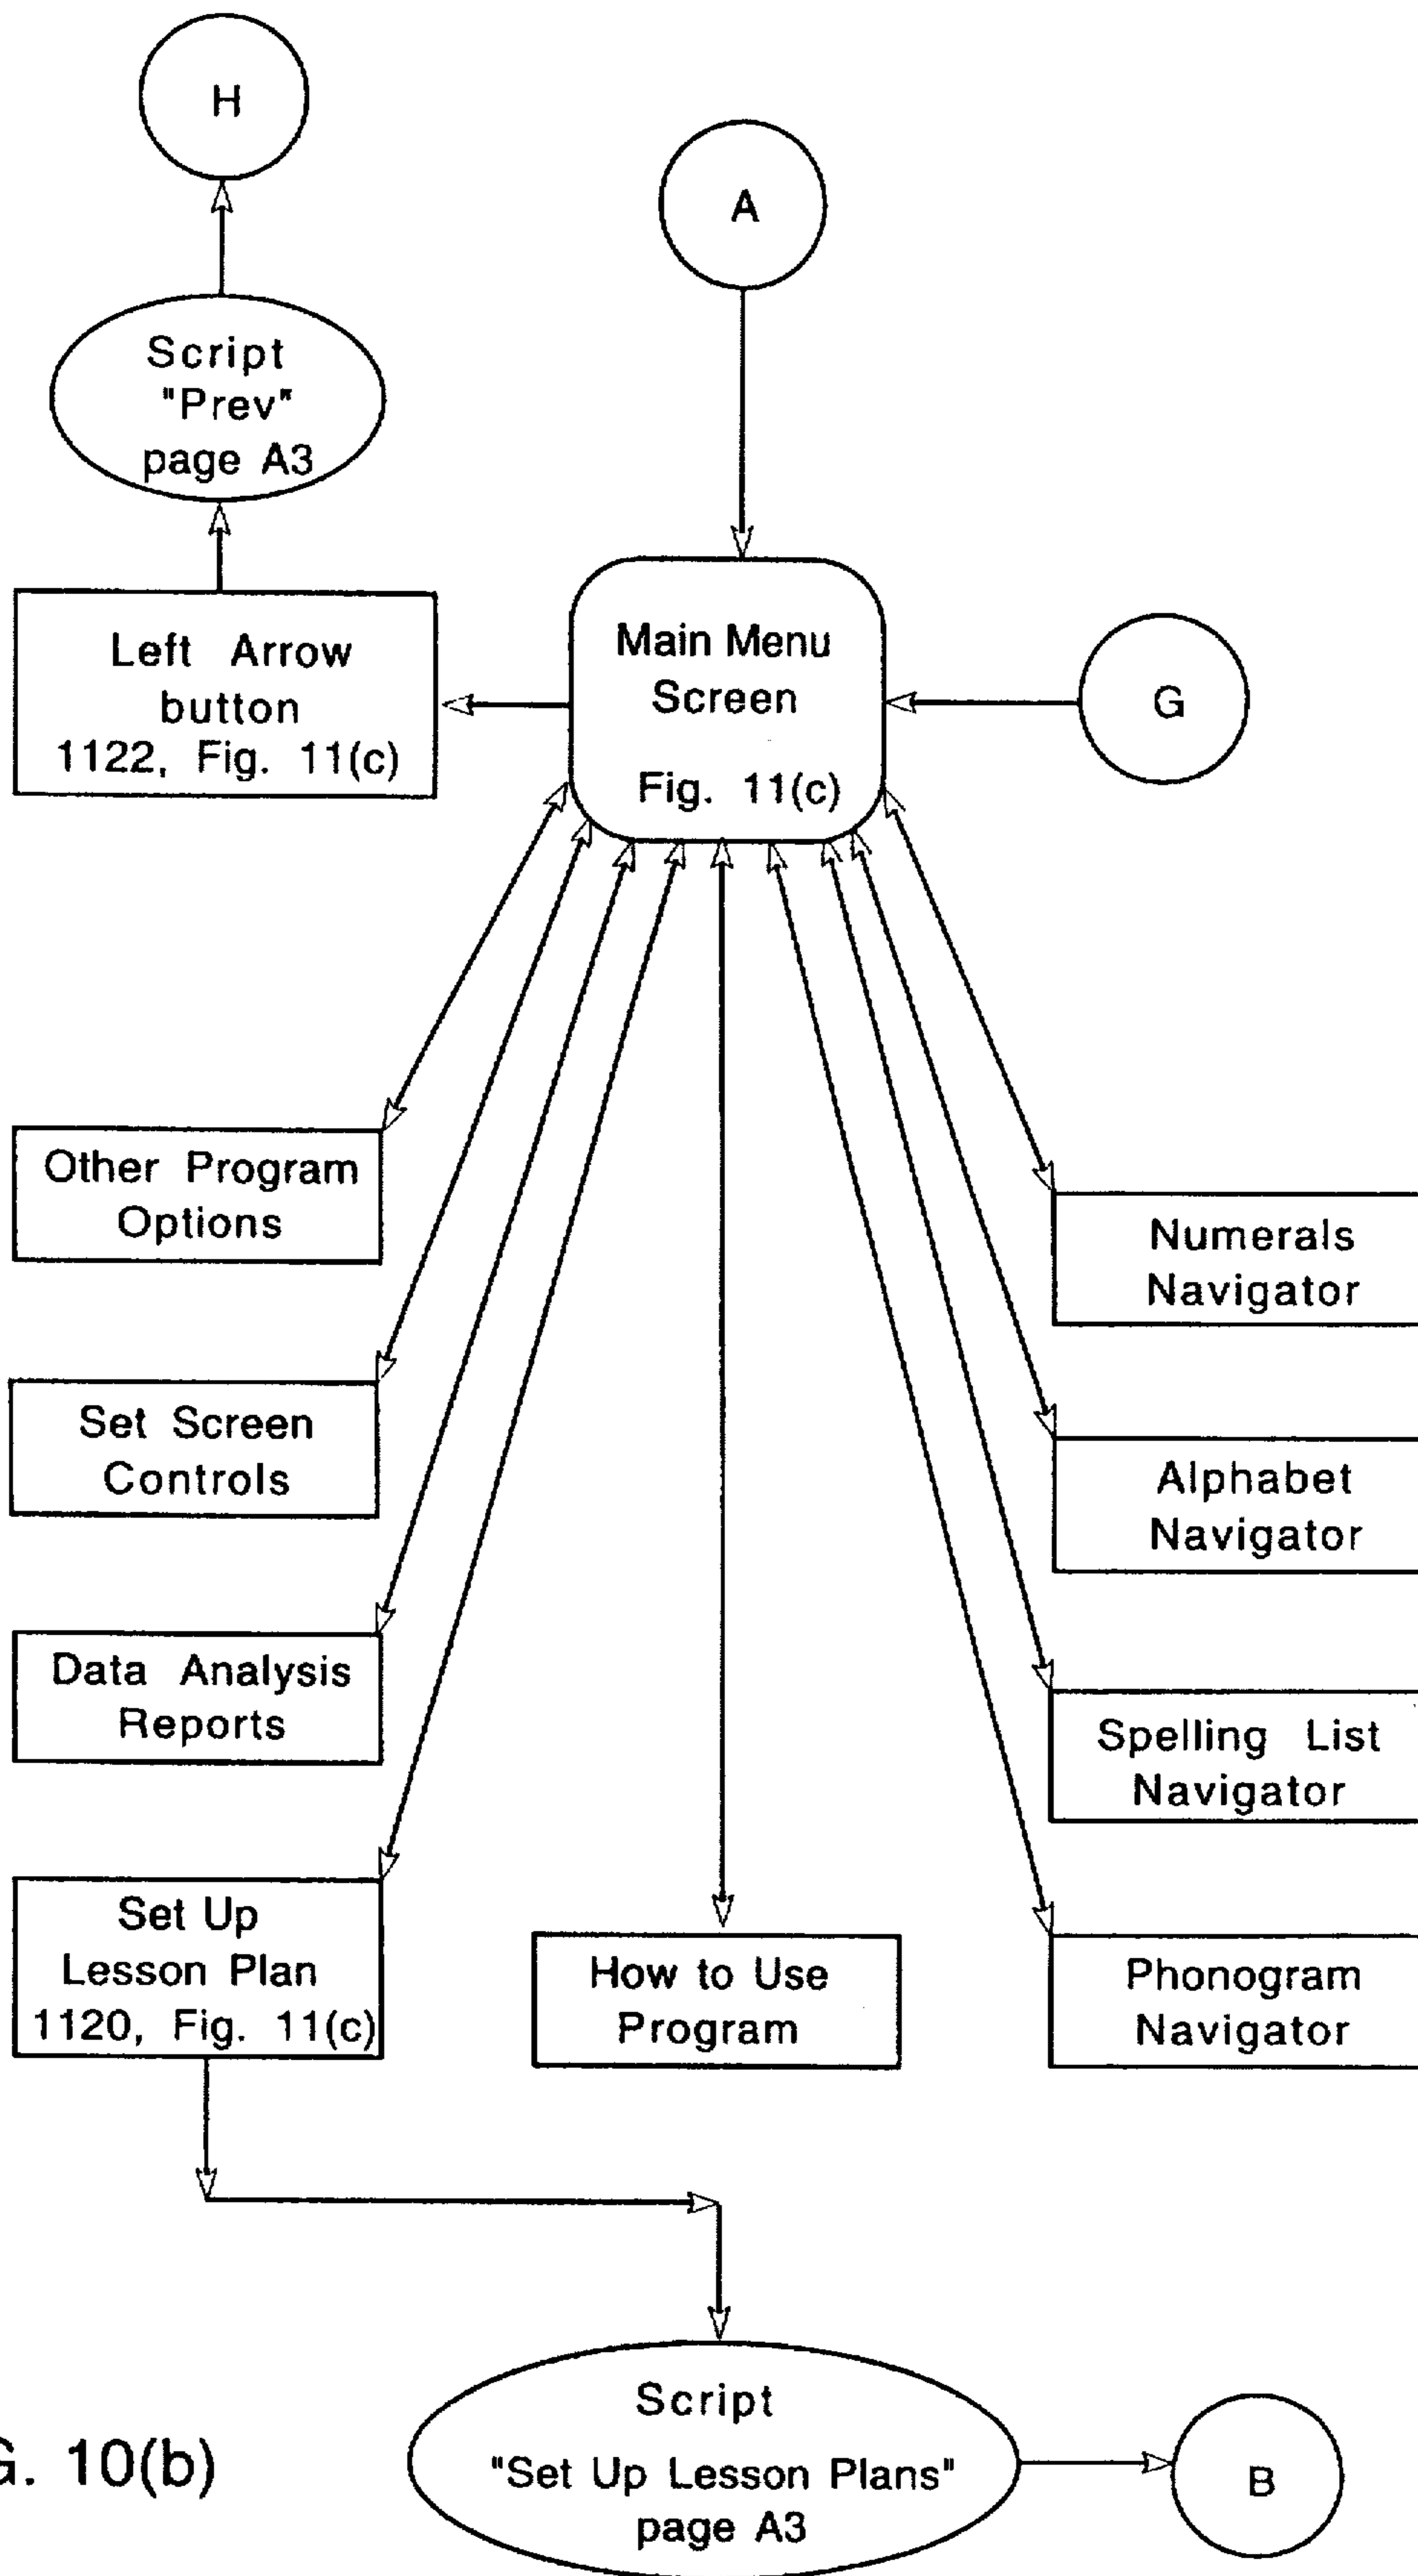 H
A
Script
"Prev"
page A3
Left Arrow
button
1122, Fig. 11(c)
Main Menu
Screen
Fig. 11(c)
G
Other Program
Options
Numerals
Navigator
Set Screen
Controls
Alphabet
Navigator
Data Analysis
Reports
Spelling List
Navigator
Set Up
Lesson Plan
1120, Fig. 11(c)
How to Use
Program
Phonogram
Navigator
Script
"Set Up Lesson Plans"
page A3
B
G. 10(b)